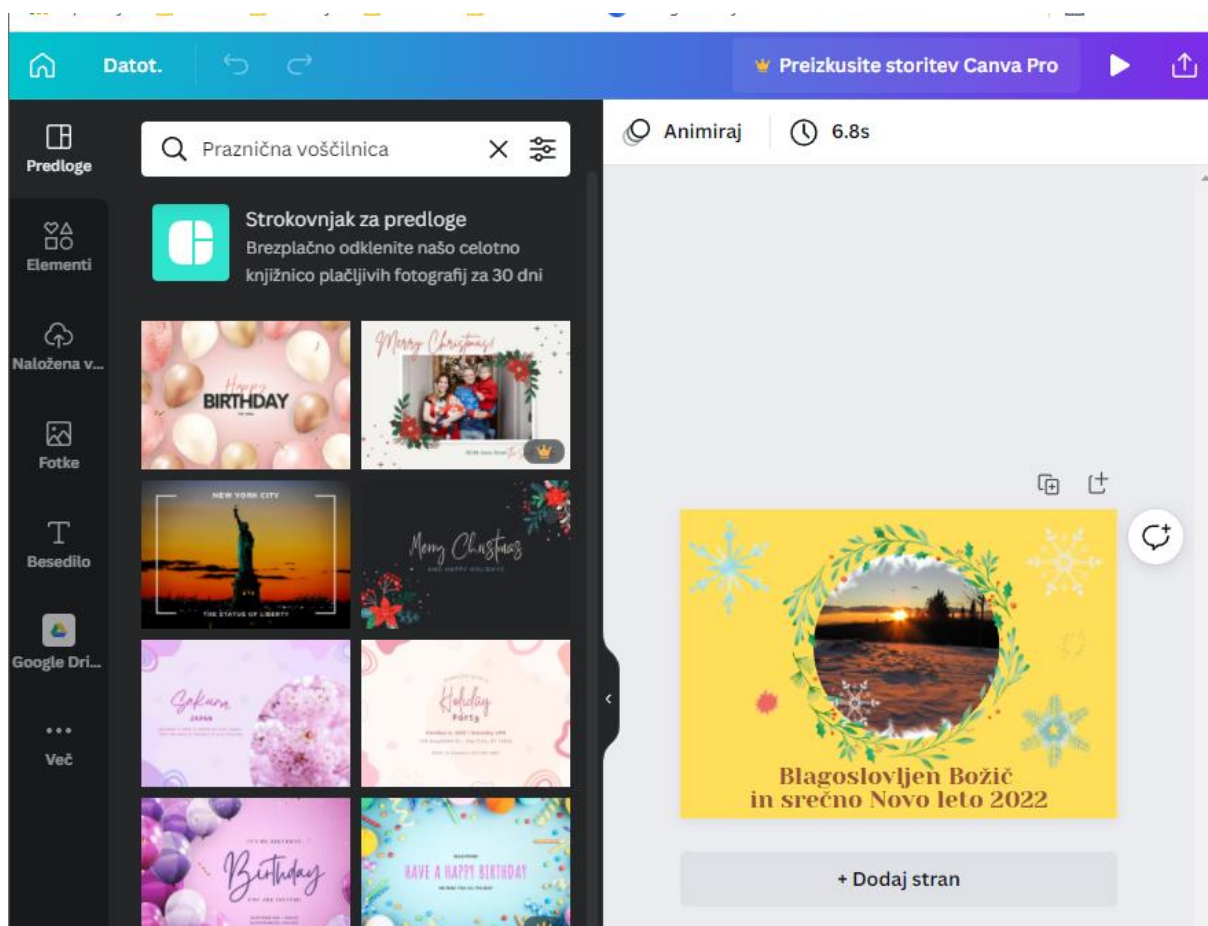 Datot.
Preizkusite storitev Canva Pro
Predloge
Elementi
Naložena v...
Fotke
Besedilo
Google Dri...
Več
Praznična voščilnica
Strokovnjak za predloge
Brezplačno odklenite našo celotno
knjižnico plačljivih fotografij za 30 dni
Happy
BIRTHDAY
Merry Christmas!
NEW YORK CITY
THE STATUE OF LIBERTY
Merry Christmas
AND HAPPY HOLIDAYS
Sakura
JAPAN
Holiday
Party
Birthday
HAVE A HAPPY BIRTHDAY
Animiraj
6.8s
Blagoslovljen Božič
in srečno Novo leto 2022
+ Dodaj stran